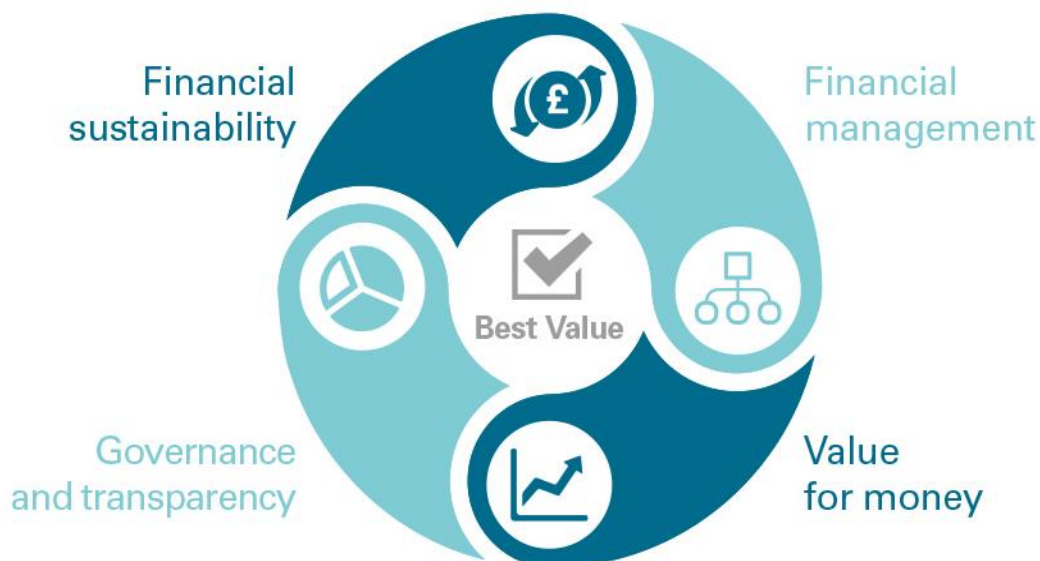 Financial
sustainability
Financial
management
£
Best Value
Governance
and transparency
Value
for money